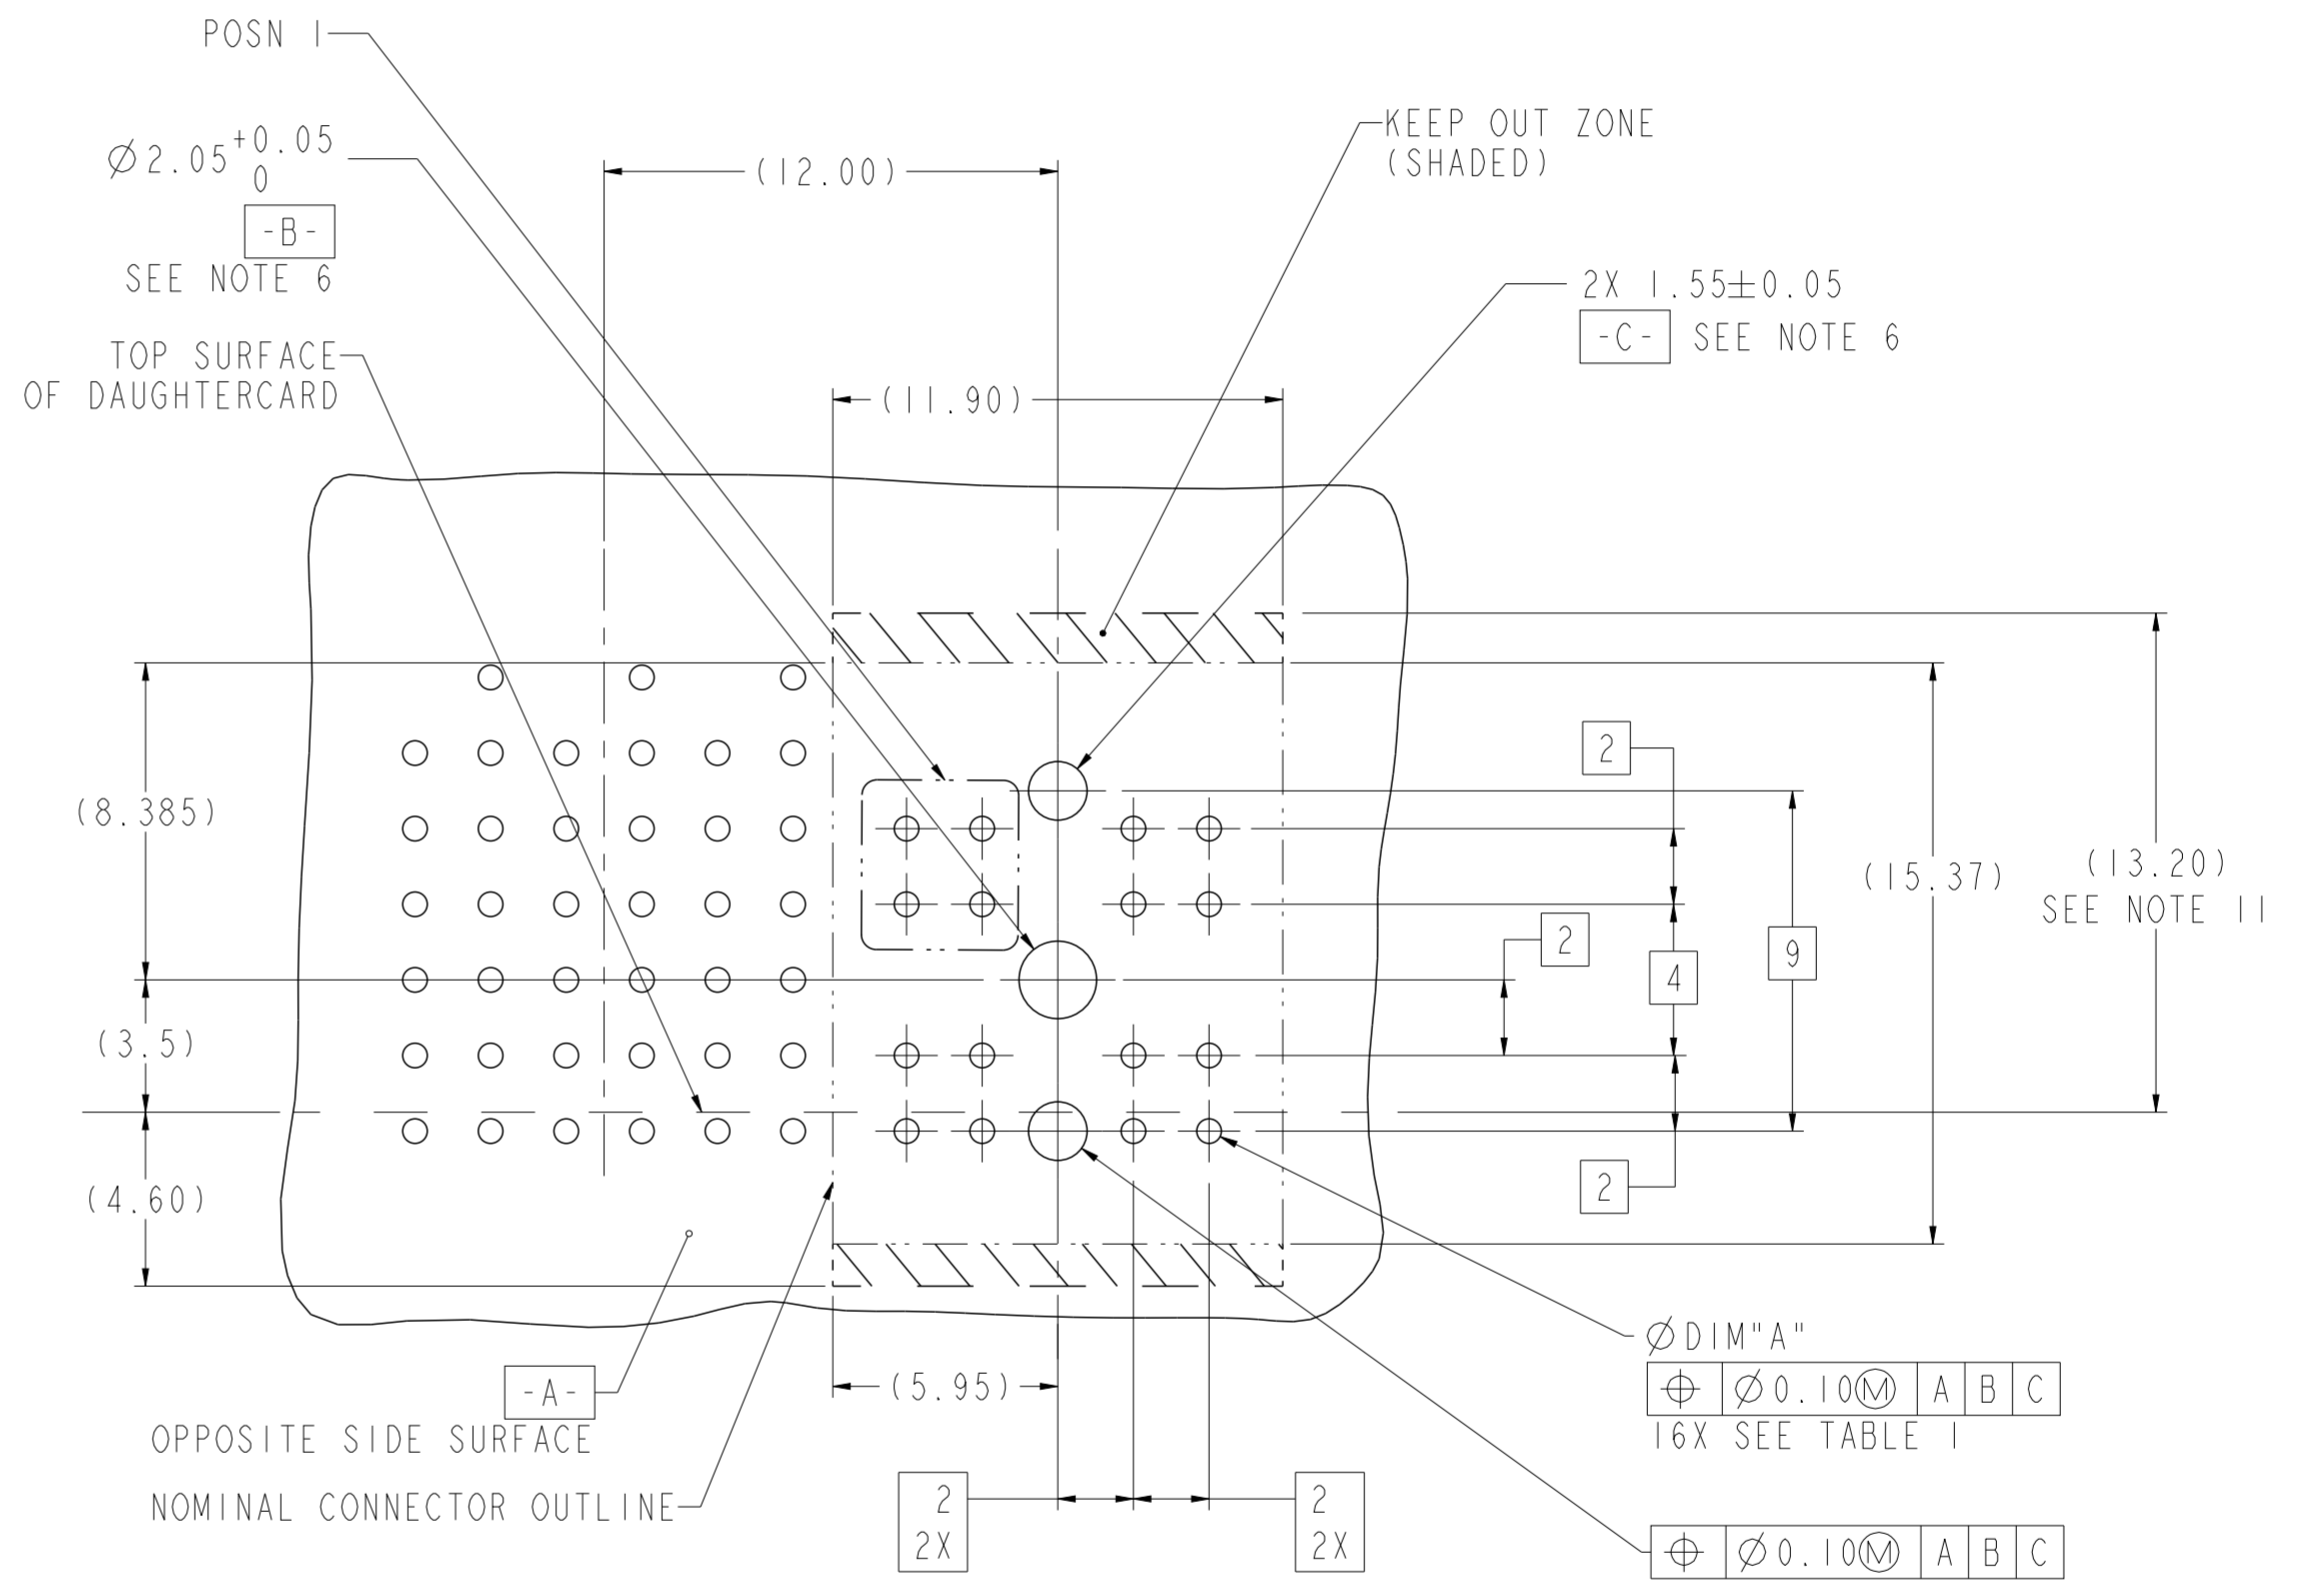 POSN 1
⌀2.05 +0.05
0
-B-
SEE NOTE 6
TOP SURFACE
OF DAUGHTERCARD
(12.00)
KEEP OUT ZONE
(SHADED)
2X 1.55±0.05
-C- SEE NOTE 6
(11.90)
(8.385)
(3.5)
(4.60)
2
2
4
9
2
(15.37)
(13.20)
SEE NOTE 11
-A-
OPPOSITE SIDE SURFACE
NOMINAL CONNECTOR OUTLINE
(5.95)
2
2X
2
2X
⌀DIM"A"
⌖ ⌀0.10Ⓜ A B C
16X SEE TABLE 1
⌖ ⌀0.10Ⓜ A B C